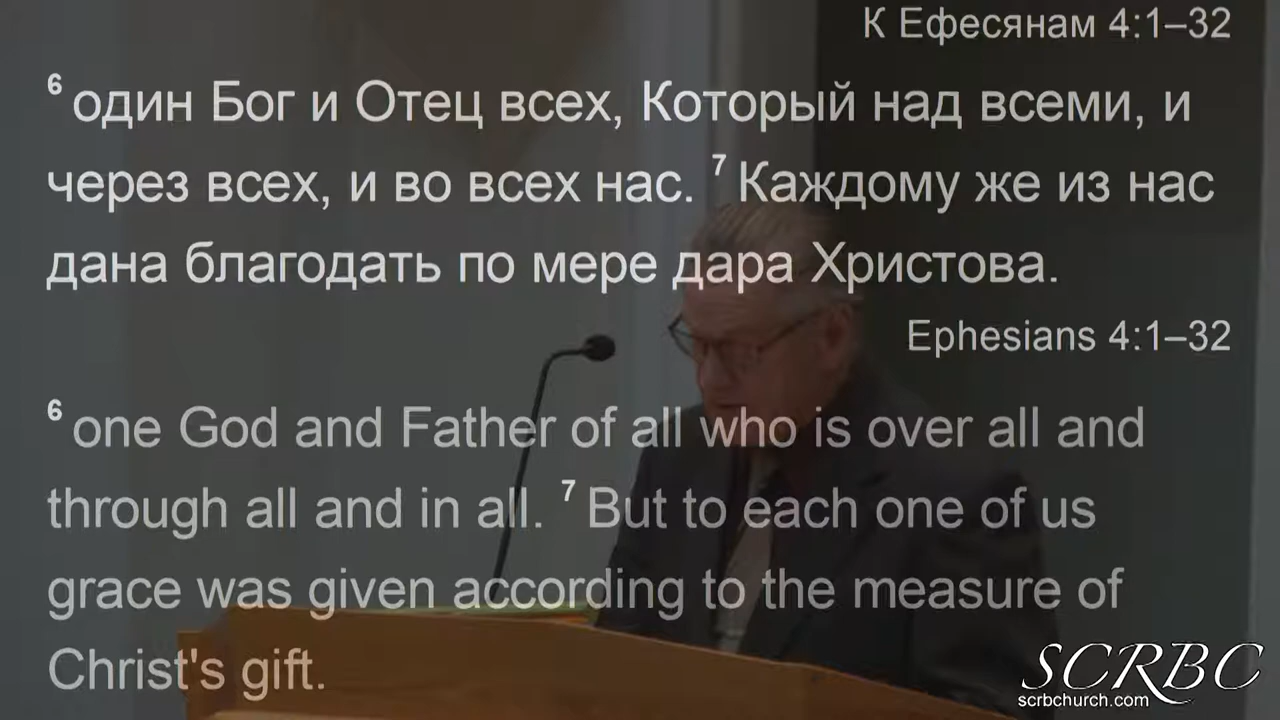 К Ефесянам 4:1–32
6 один Бог и Отец всех, Который над всеми, и
через всех, и во всех нас. 7 Каждому же из нас
дана благодать по мере дара Христова.
Ephesians 4:1–32
6 one God and Father of all who is over all and
through all and in all. 7 But to each one of us
grace was given according to the measure of
Christ's gift.
SCRBC
scrbchurch.com